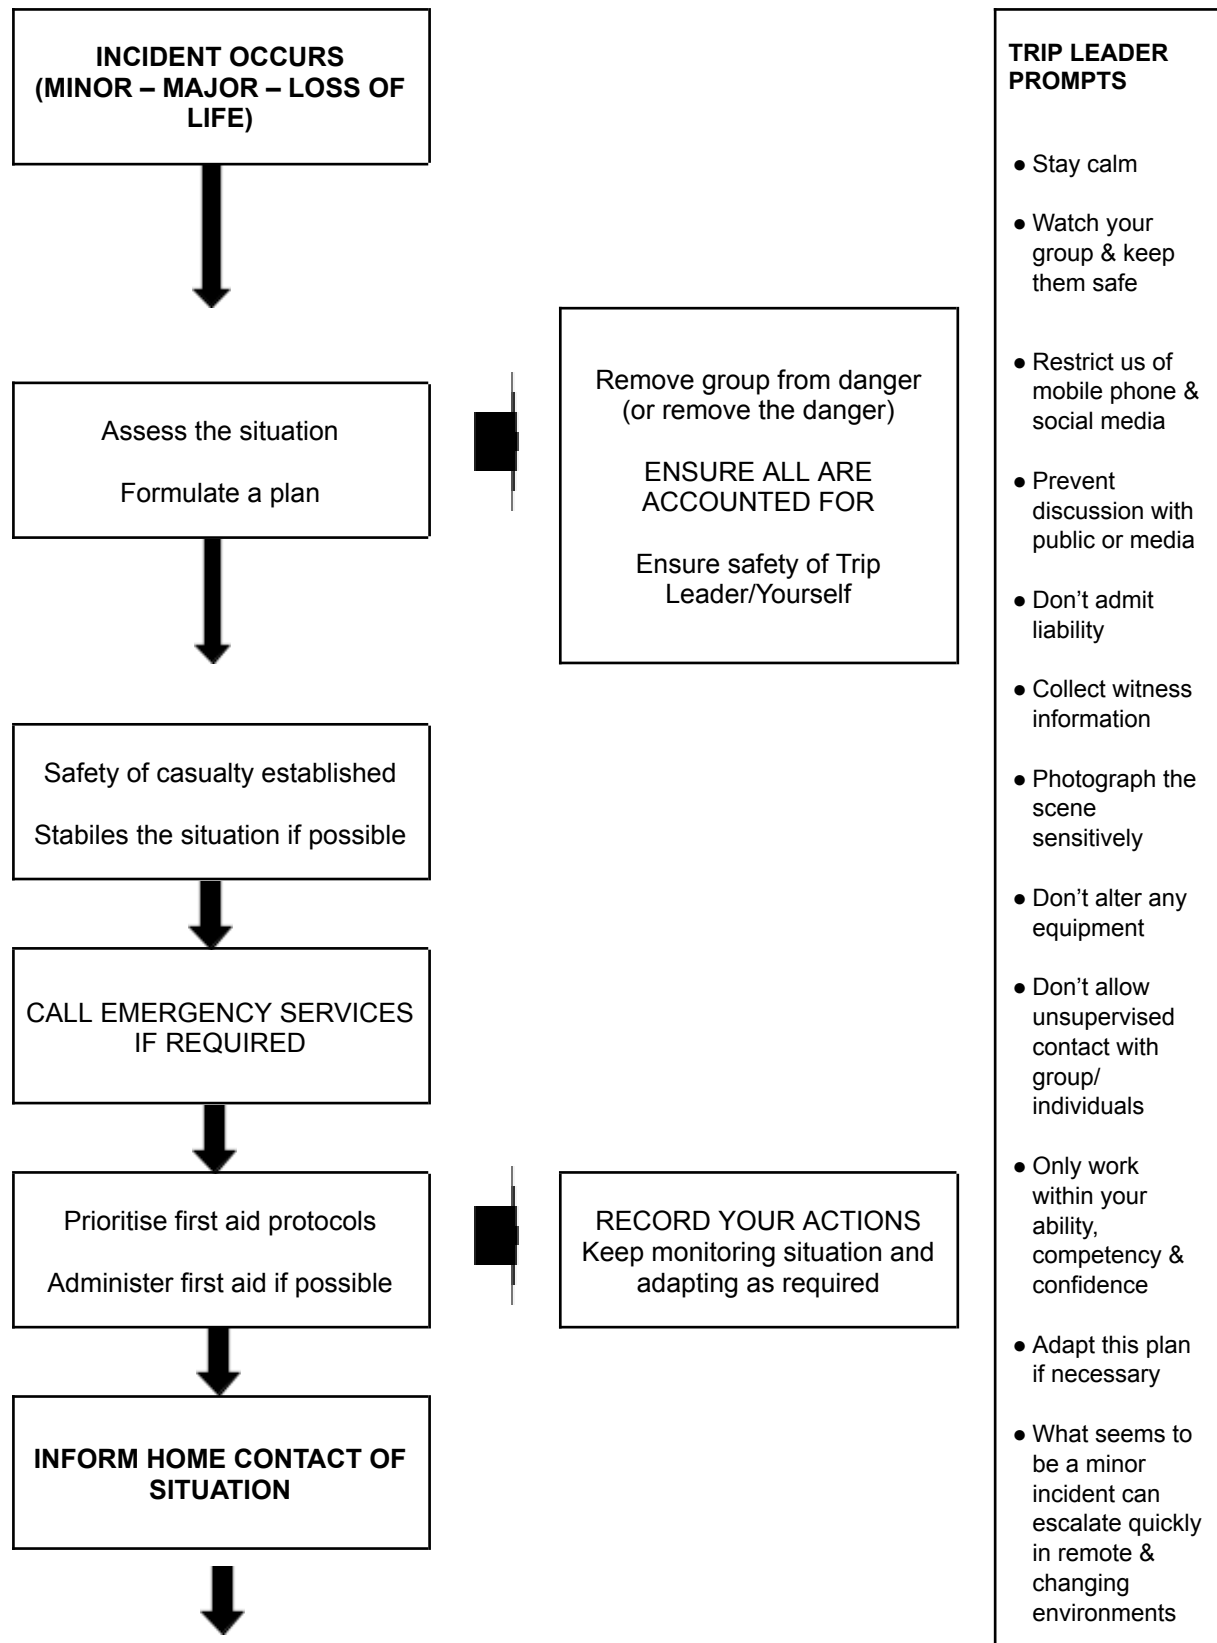 INCIDENT OCCURS
(MINOR – MAJOR – LOSS OF
LIFE)
Assess the situation
Formulate a plan
Remove group from danger
(or remove the danger)
ENSURE ALL ARE
ACCOUNTED FOR
Ensure safety of Trip
Leader/Yourself
Safety of casualty established
Stabiles the situation if possible
CALL EMERGENCY SERVICES
IF REQUIRED
Prioritise first aid protocols
Administer first aid if possible
RECORD YOUR ACTIONS
Keep monitoring situation and
adapting as required
INFORM HOME CONTACT OF
SITUATION
TRIP LEADER
PROMPTS
● Stay calm
● Watch your
group & keep
them safe
● Restrict us of
mobile phone &
social media
● Prevent
discussion with
public or media
● Don’t admit
liability
● Collect witness
information
● Photograph the
scene
sensitively
● Don’t alter any
equipment
● Don’t allow
unsupervised
contact with
group/
individuals
● Only work
within your
ability,
competency &
confidence
● Adapt this plan
if necessary
● What seems to
be a minor
incident can
escalate quickly
in remote &
changing
environments